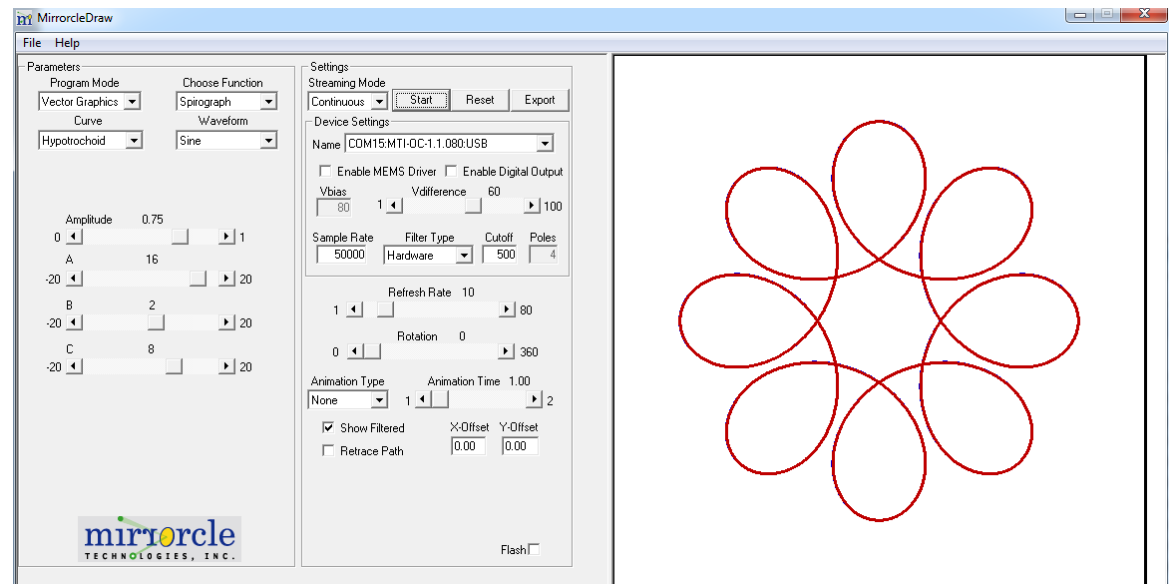 MirrorcleDraw
File Help
Parameters
Program Mode Choose Function
Vector Graphics Spirograph
Curve Waveform
Hypotrochoid Sine
Amplitude 0.75
0 1
A 16
-20 20
B 2
-20 20
C 8
-20 20
mirrorcle
TECHNOLOGIES, INC.
Settings
Streaming Mode
Continuous Start Reset Export
Device Settings
Name COM15:MTI-OC-1.1.080:USB
Enable MEMS Driver Enable Digital Output
Vbias Vdifference 60
80 1 100
Sample Rate Filter Type Cutoff Poles
50000 Hardware 500 4
Refresh Rate 10
1 80
Rotation 0
0 360
Animation Type Animation Time 1.00
None 1 2
Show Filtered X-Offset Y-Offset
Retrace Path 0.00 0.00
Flash